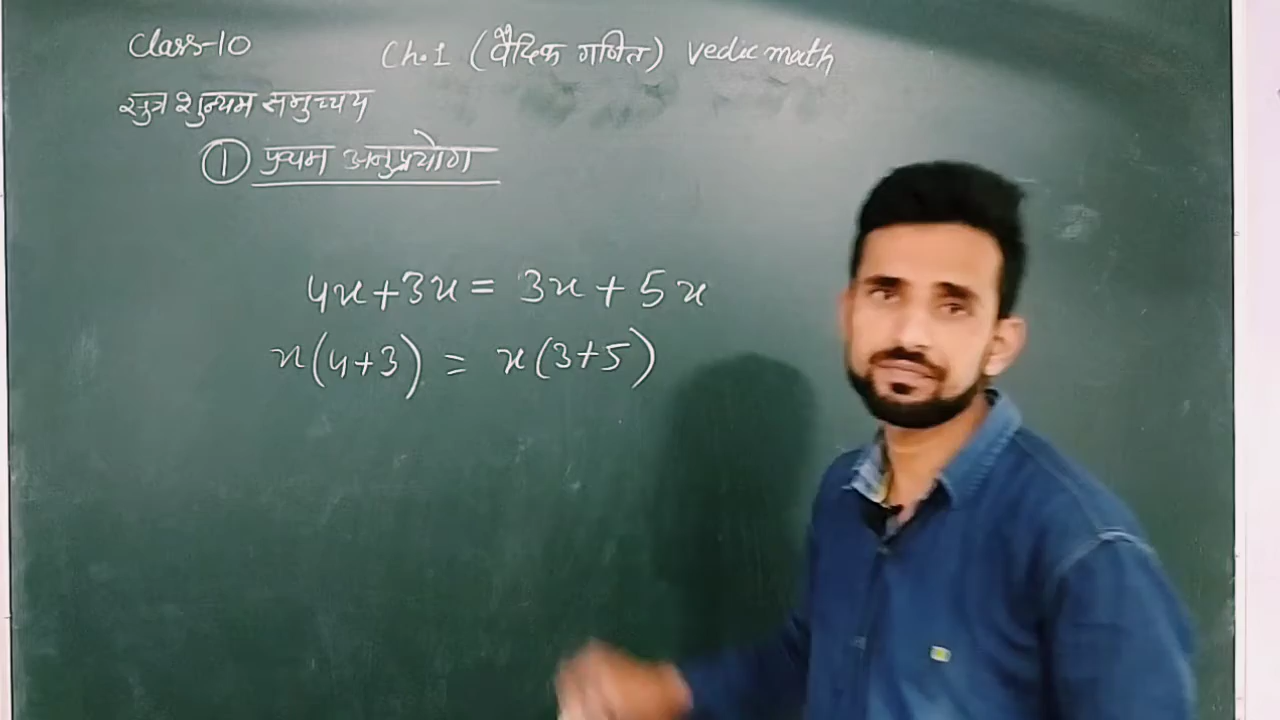 Class-10
Ch.1 (वैदिक गणित) vedic math
सुत्र शुन्यम समुच्चय
① प्रथम अनुप्रयोग
4x+3x = 3x + 5x
x(4+3) = x(3+5)